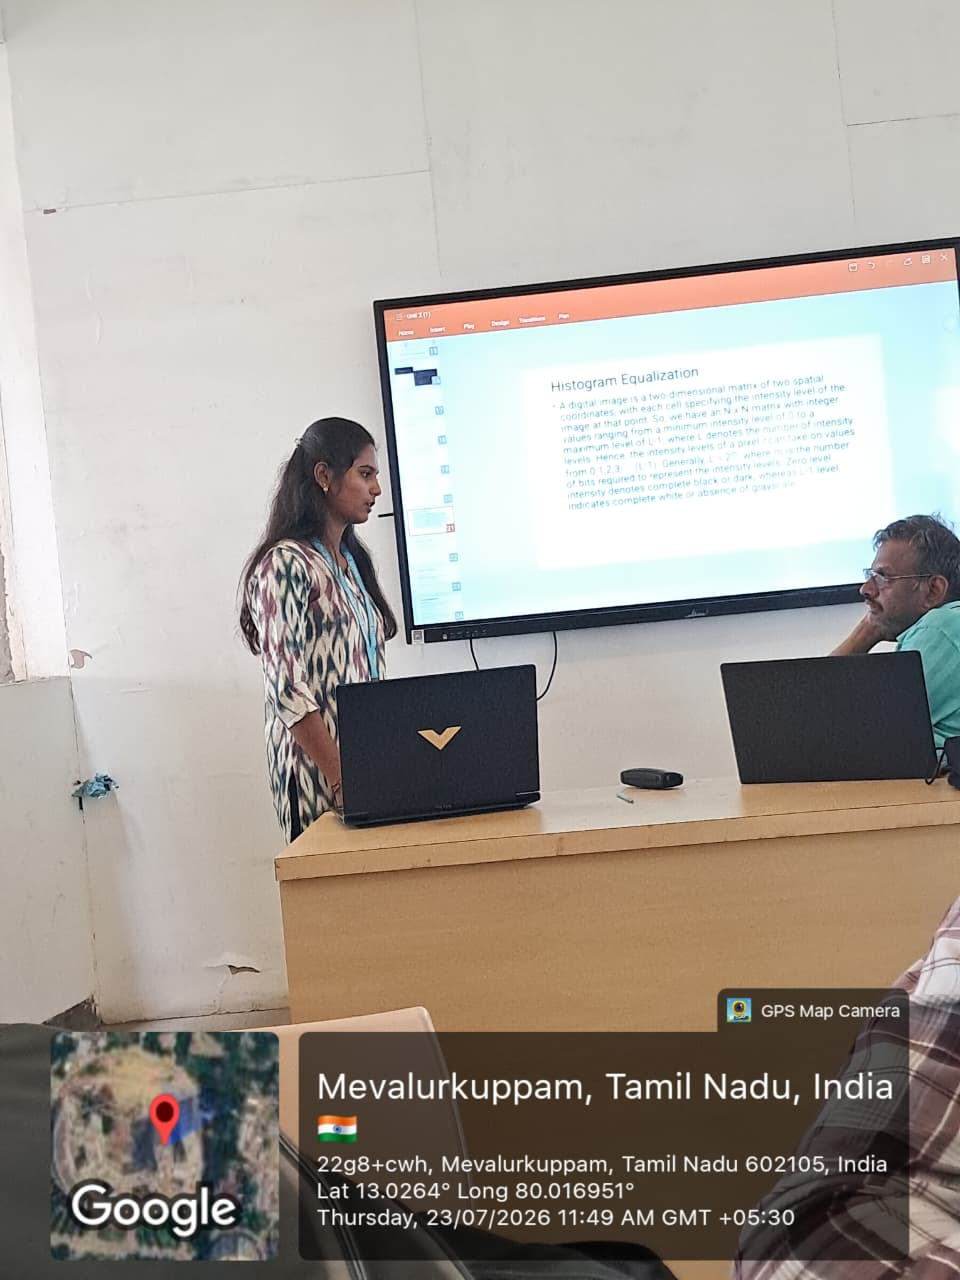 Unit 2 (1)
Home Insert Play Design Transitions Pen
Histogram Equalization
• A digital image is a two-dimensional matrix of two spatial
coordinates, with each cell specifying the intensity level of the
image at that point. So, we have an N x N matrix with integer
values ranging from a minimum intensity level of 0 to a
maximum level of L-1, where L denotes the number of intensity
levels. Hence, the intensity levels of a pixel r can take on values
from 0,1,2,3,.... (L-1). Generally, L = 2^m, where m is the number
of bits required to represent the intensity levels. Zero level
intensity denotes complete black or dark, whereas L-1 level
indicates complete white or absence of grayscale.
GPS Map Camera
Mevalurkuppam, Tamil Nadu, India
22g8+cwh, Mevalurkuppam, Tamil Nadu 602105, India
Lat 13.0264° Long 80.016951°
Thursday, 23/07/2026 11:49 AM GMT +05:30
Google